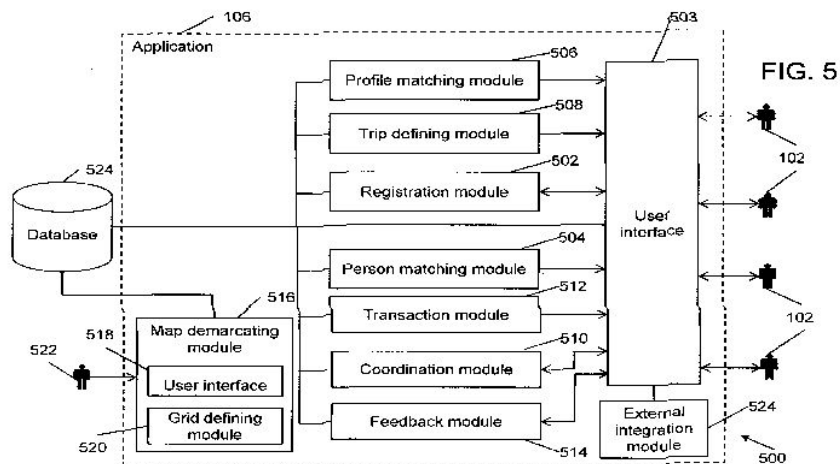 106
503
Application
506
FIG. 5
Profile matching module
508
Trip defining module
502
102
524
Registration module
Database
User
interface
504
Person matching module
516
512
Map demarcating
module
Transaction module
518
510
102
522
User interface
Coordination module
102
Grid defining
module
External
integration
module
524
520
Feedback module
514
500